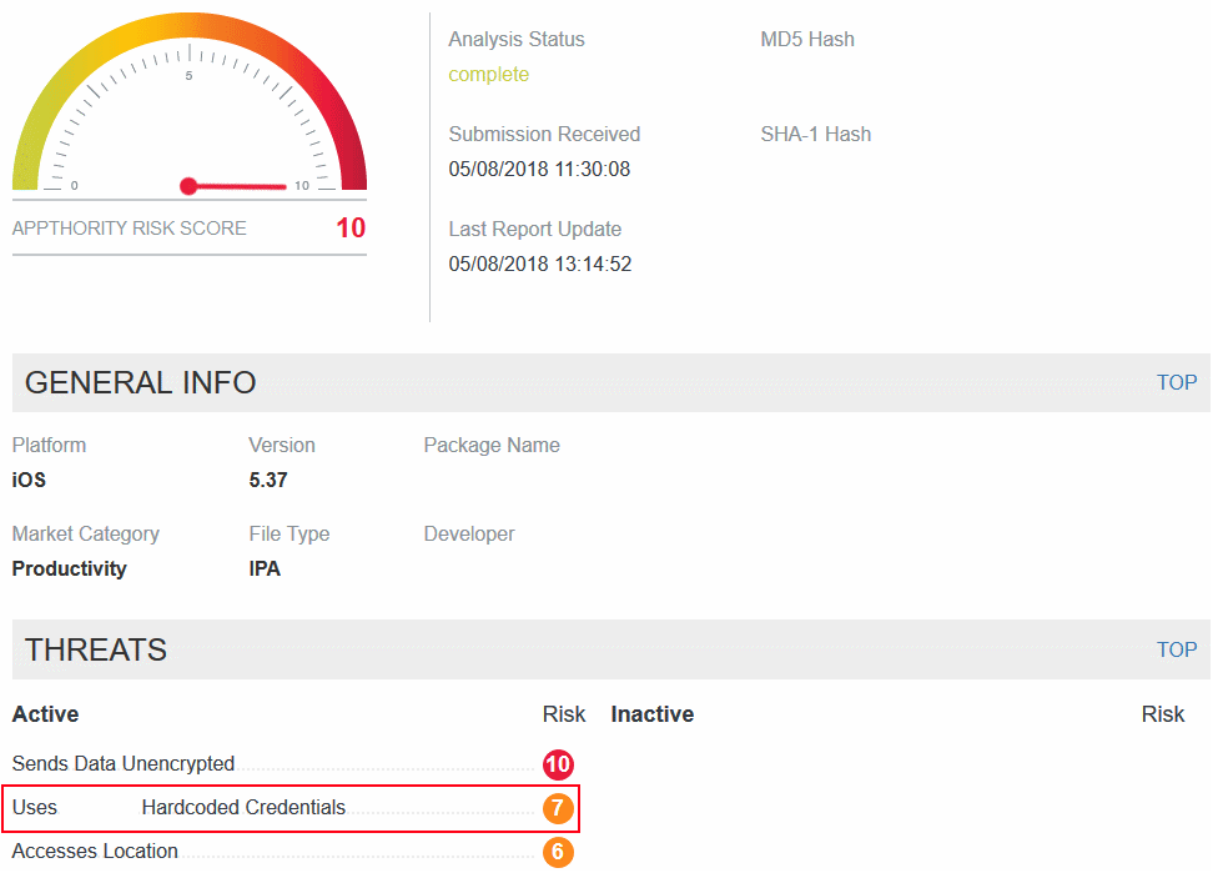 5
0
10
APPTHORITY RISK SCORE 10
Analysis Status
complete
Submission Received
05/08/2018 11:30:08
Last Report Update
05/08/2018 13:14:52
MD5 Hash
SHA-1 Hash
GENERAL INFO TOP
Platform Version Package Name
iOS 5.37
Market Category File Type Developer
Productivity IPA
THREATS TOP
Active Risk Inactive Risk
Sends Data Unencrypted 10
Uses Hardcoded Credentials 7
Accesses Location 6